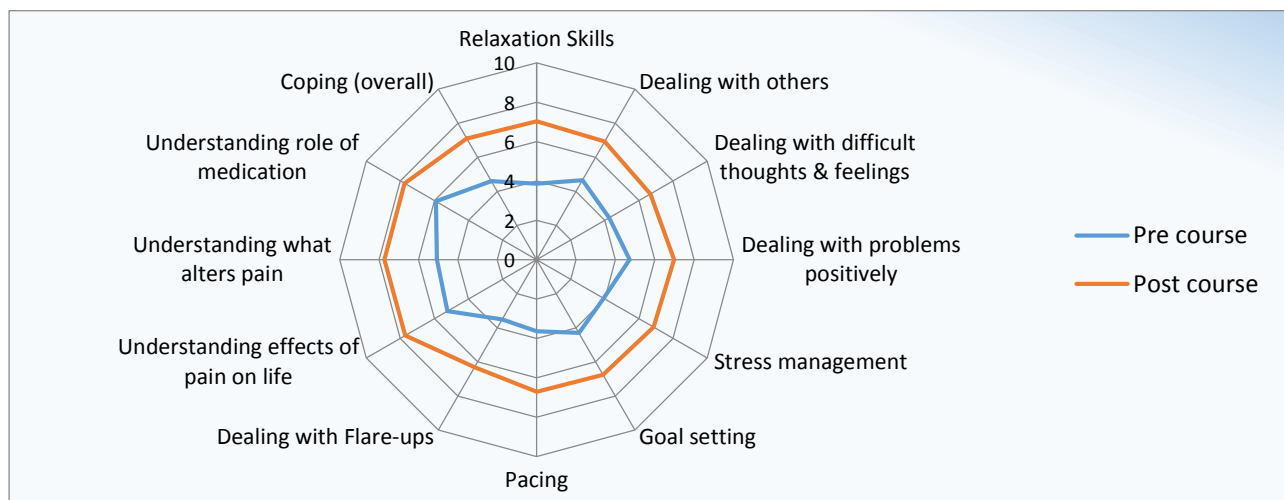 Relaxation Skills
Dealing with others
Dealing with difficult
thoughts & feelings
Dealing with problems
positively
Stress management
Goal setting
Pacing
Dealing with Flare-ups
Understanding effects of
pain on life
Understanding what
alters pain
Understanding role of
medication
Coping (overall)
10
8
6
4
2
0
Pre course
Post course